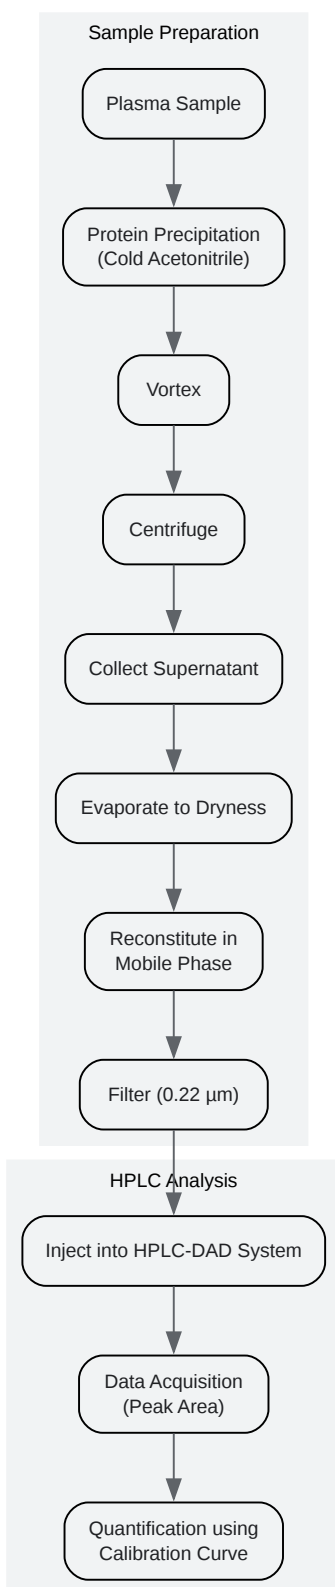 Sample Preparation
Plasma Sample
Protein Precipitation
(Cold Acetonitrile)
Vortex
Centrifuge
Collect Supernatant
Evaporate to Dryness
Reconstitute in
Mobile Phase
Filter (0.22 µm)
HPLC Analysis
Inject into HPLC-DAD System
Data Acquisition
(Peak Area)
Quantification using
Calibration Curve